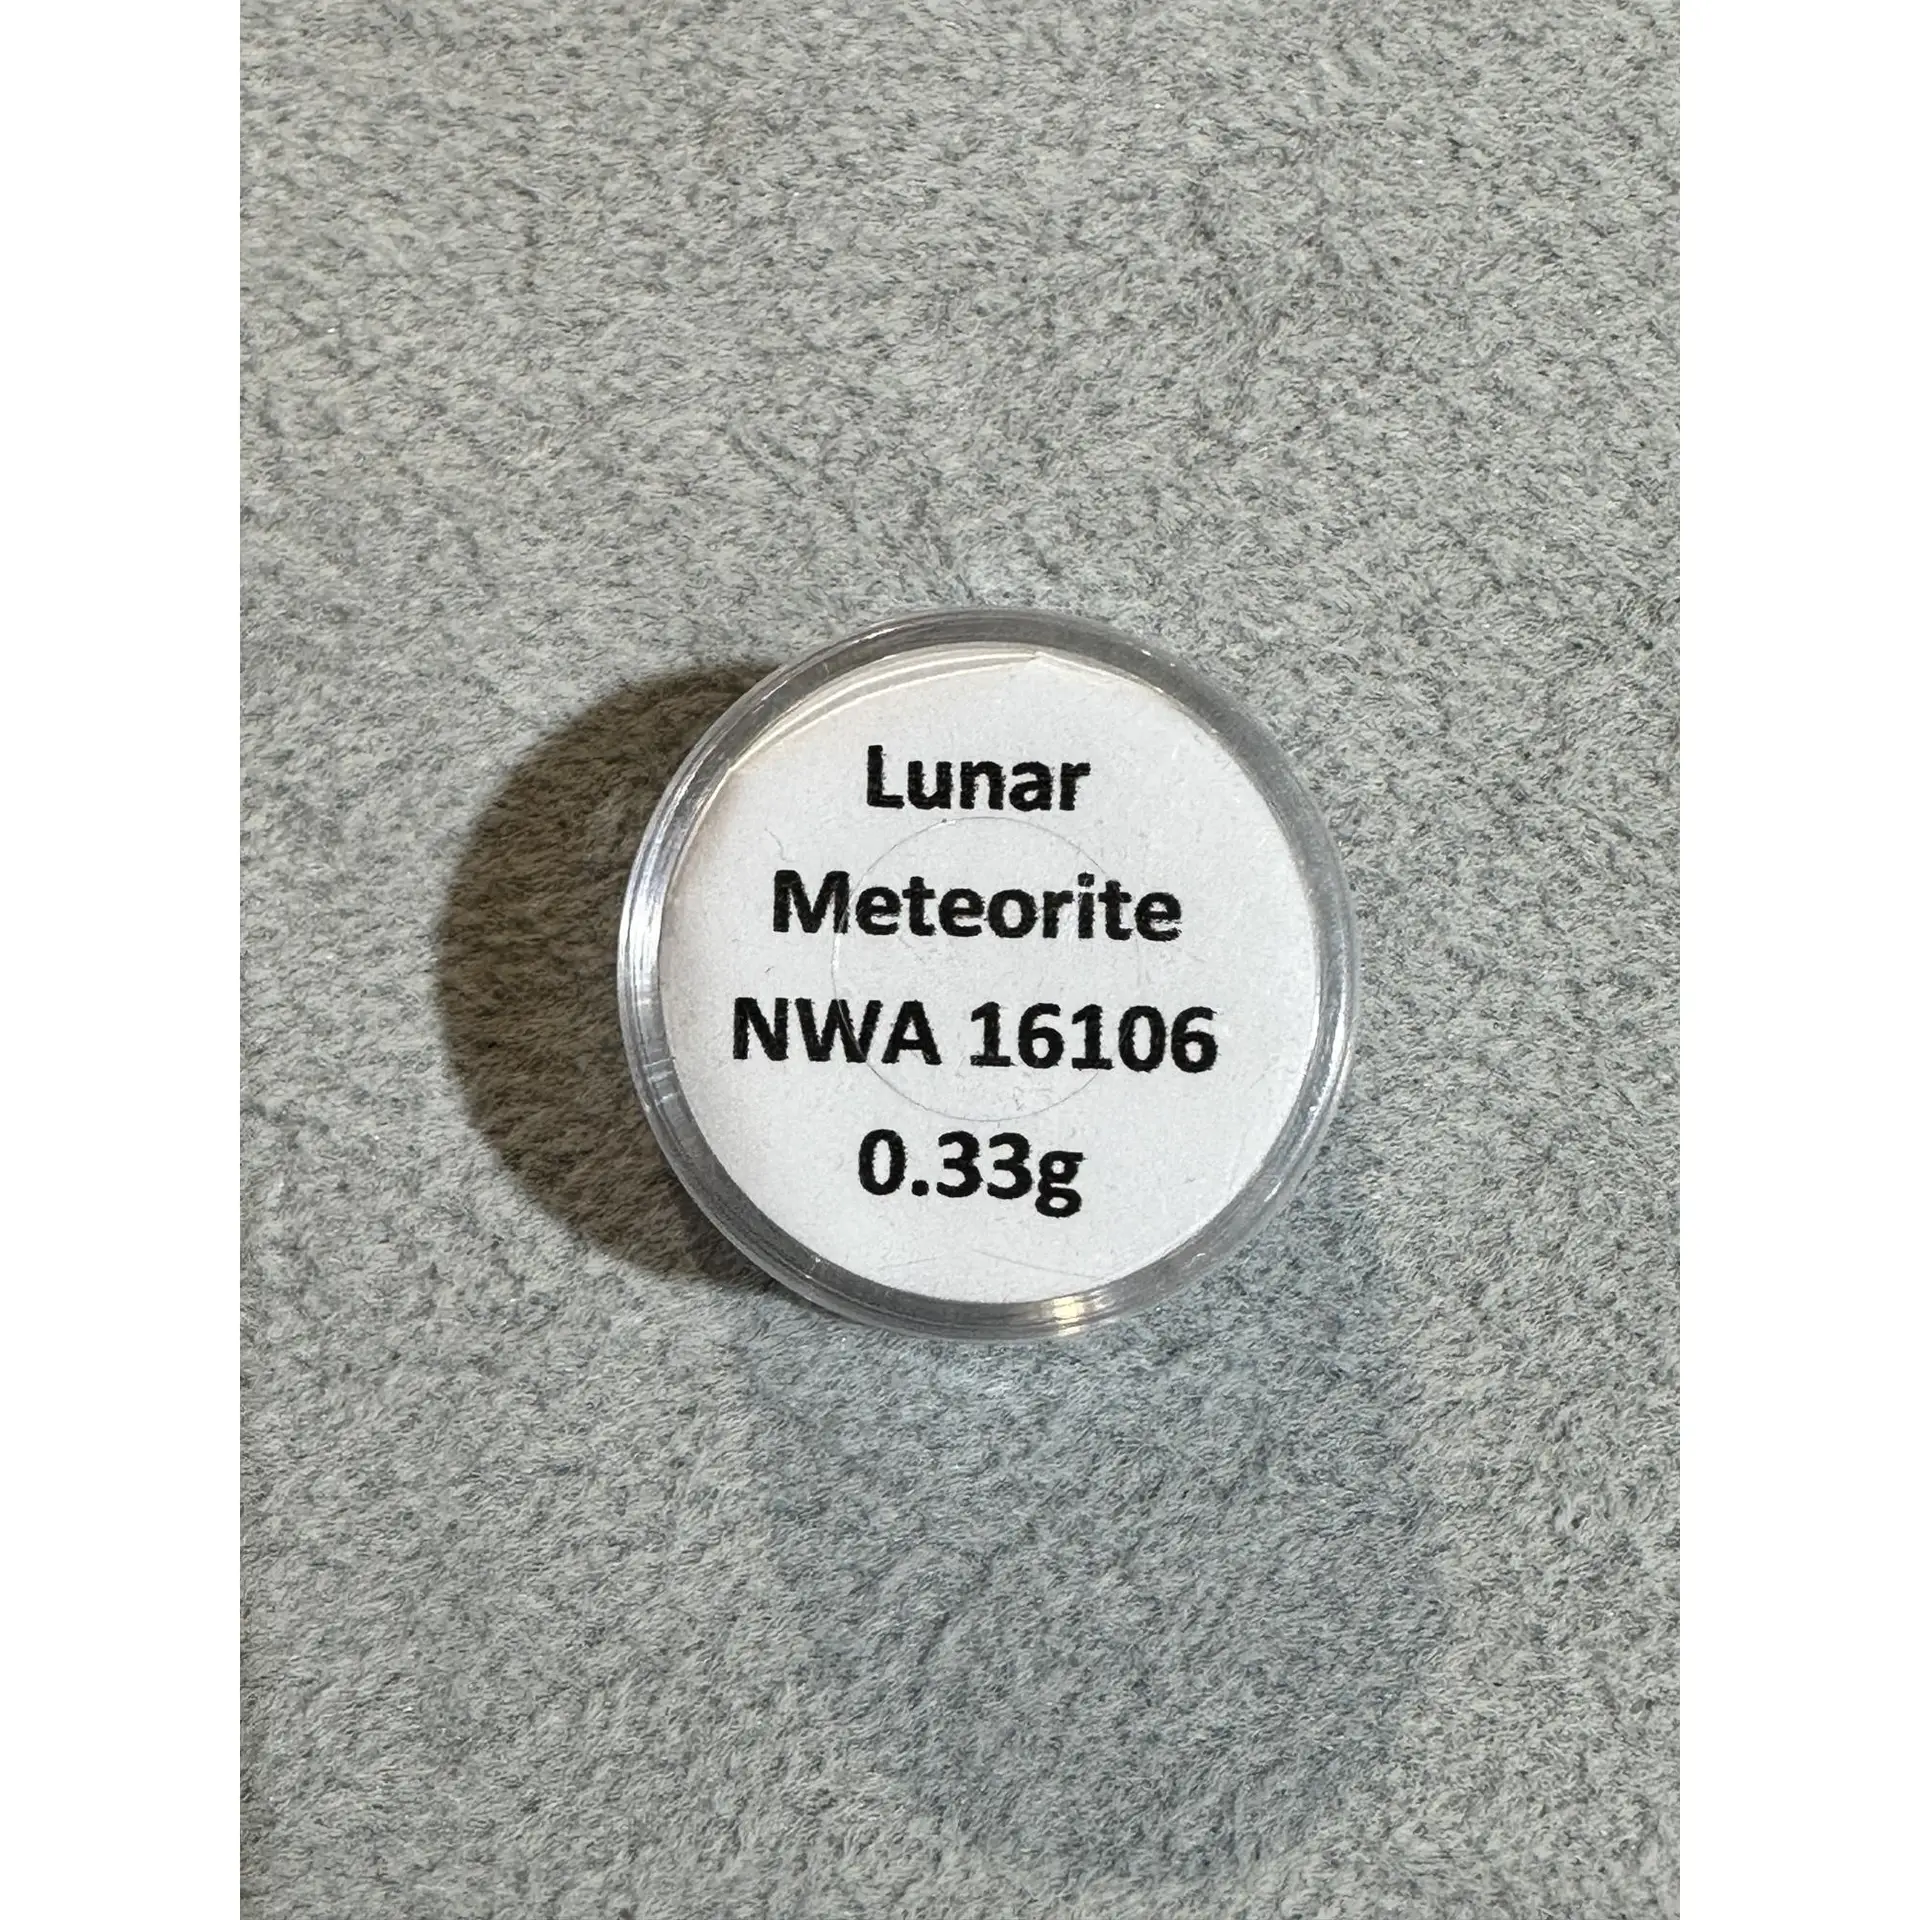 Lunar
Meteorite
NWA 16106
0.33g